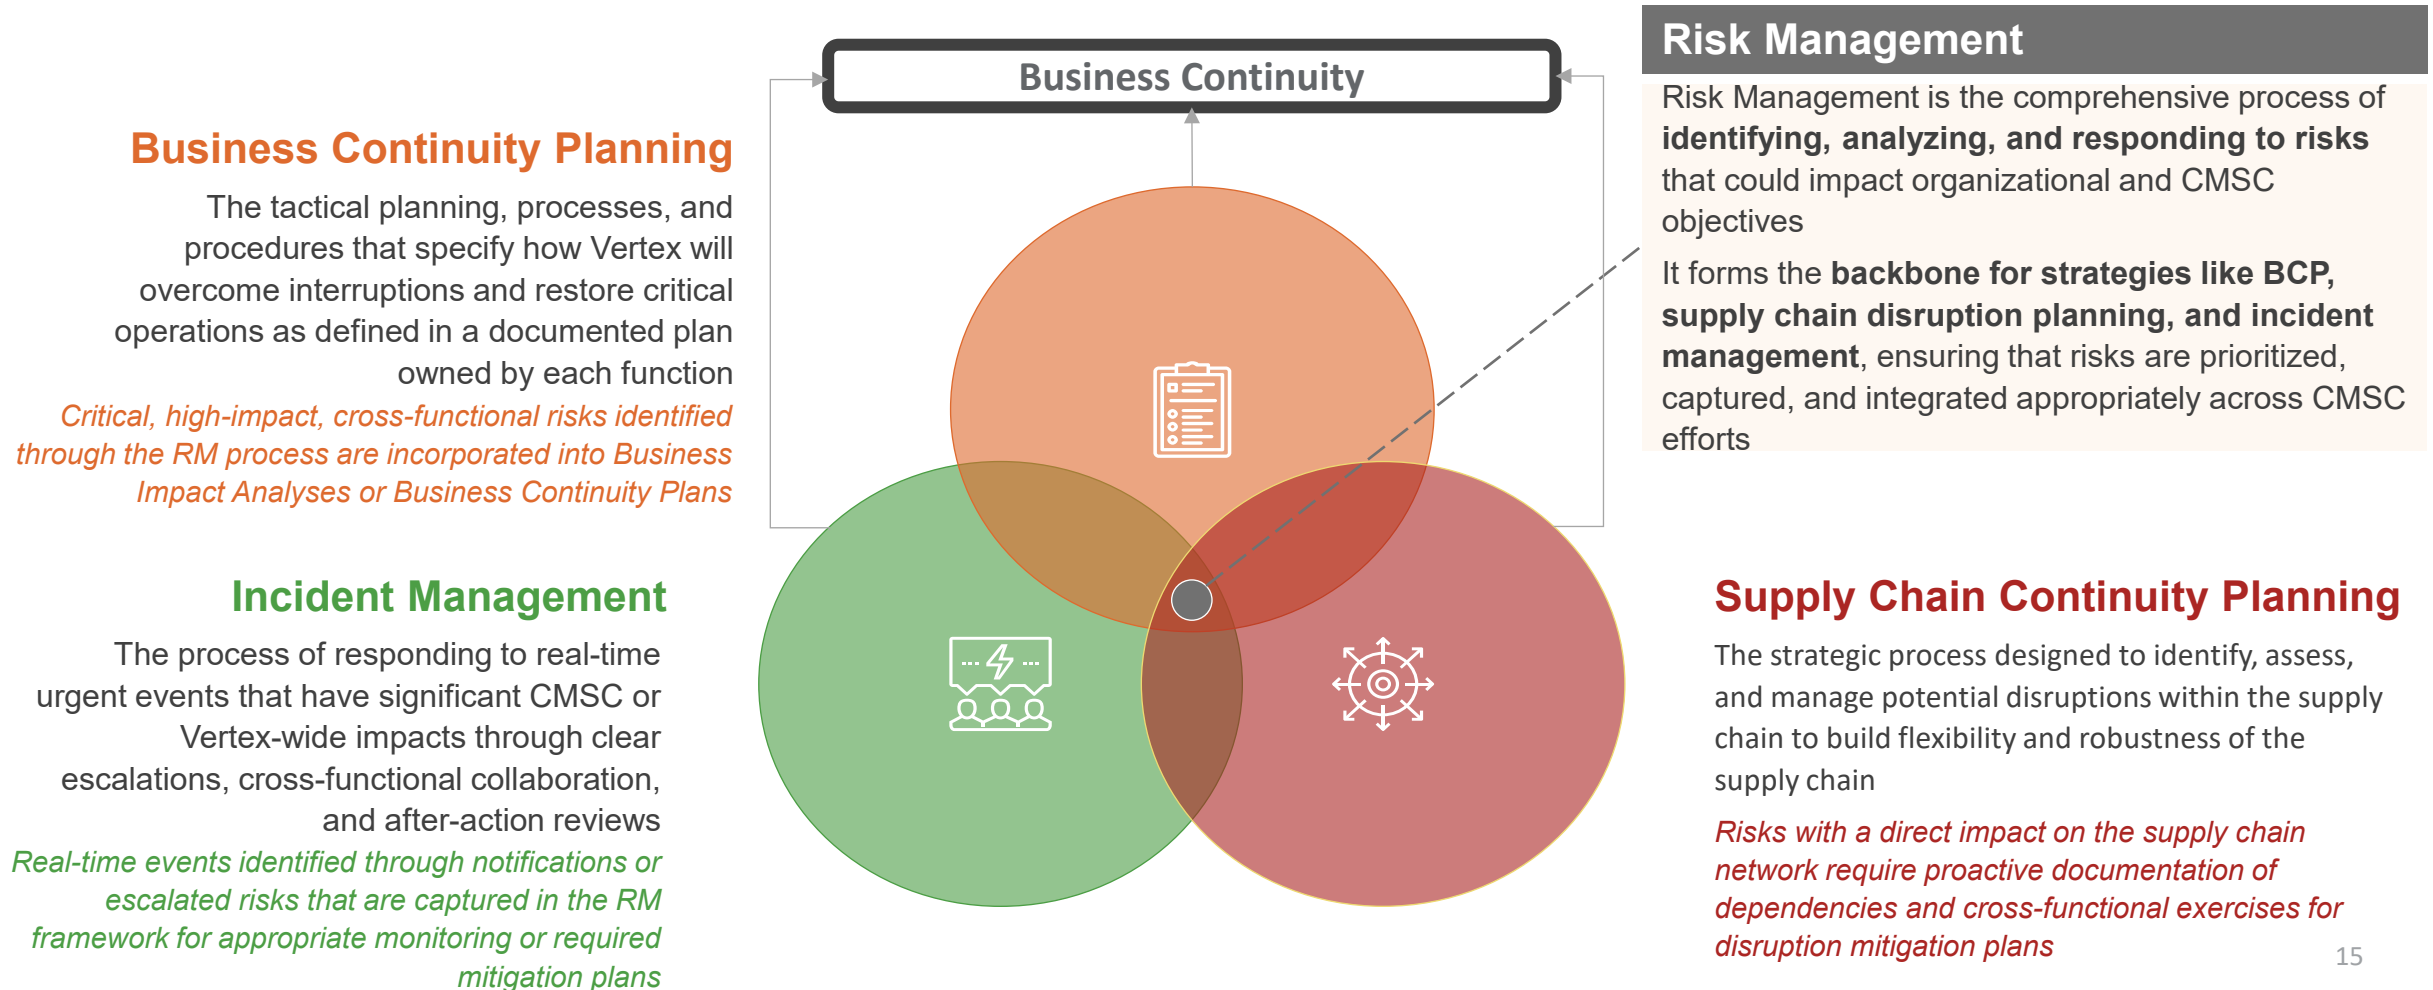 Business Continuity
Business Continuity Planning
The tactical planning, processes, and
procedures that specify how Vertex will
overcome interruptions and restore critical
operations as defined in a documented plan
owned by each function
Critical, high-impact, cross-functional risks identified
through the RM process are incorporated into Business
Impact Analyses or Business Continuity Plans
Incident Management
The process of responding to real-time
urgent events that have significant CMSC or
Vertex-wide impacts through clear
escalations, cross-functional collaboration,
and after-action reviews
Real-time events identified through notifications or
escalated risks that are captured in the RM
framework for appropriate monitoring or required
mitigation plans
Risk Management
Risk Management is the comprehensive process of
identifying, analyzing, and responding to risks
that could impact organizational and CMSC
objectives
It forms the backbone for strategies like BCP,
supply chain disruption planning, and incident
management, ensuring that risks are prioritized,
captured, and integrated appropriately across CMSC
efforts
Supply Chain Continuity Planning
The strategic process designed to identify, assess,
and manage potential disruptions within the supply
chain to build flexibility and robustness of the
supply chain
Risks with a direct impact on the supply chain
network require proactive documentation of
dependencies and cross-functional exercises for
disruption mitigation plans
15